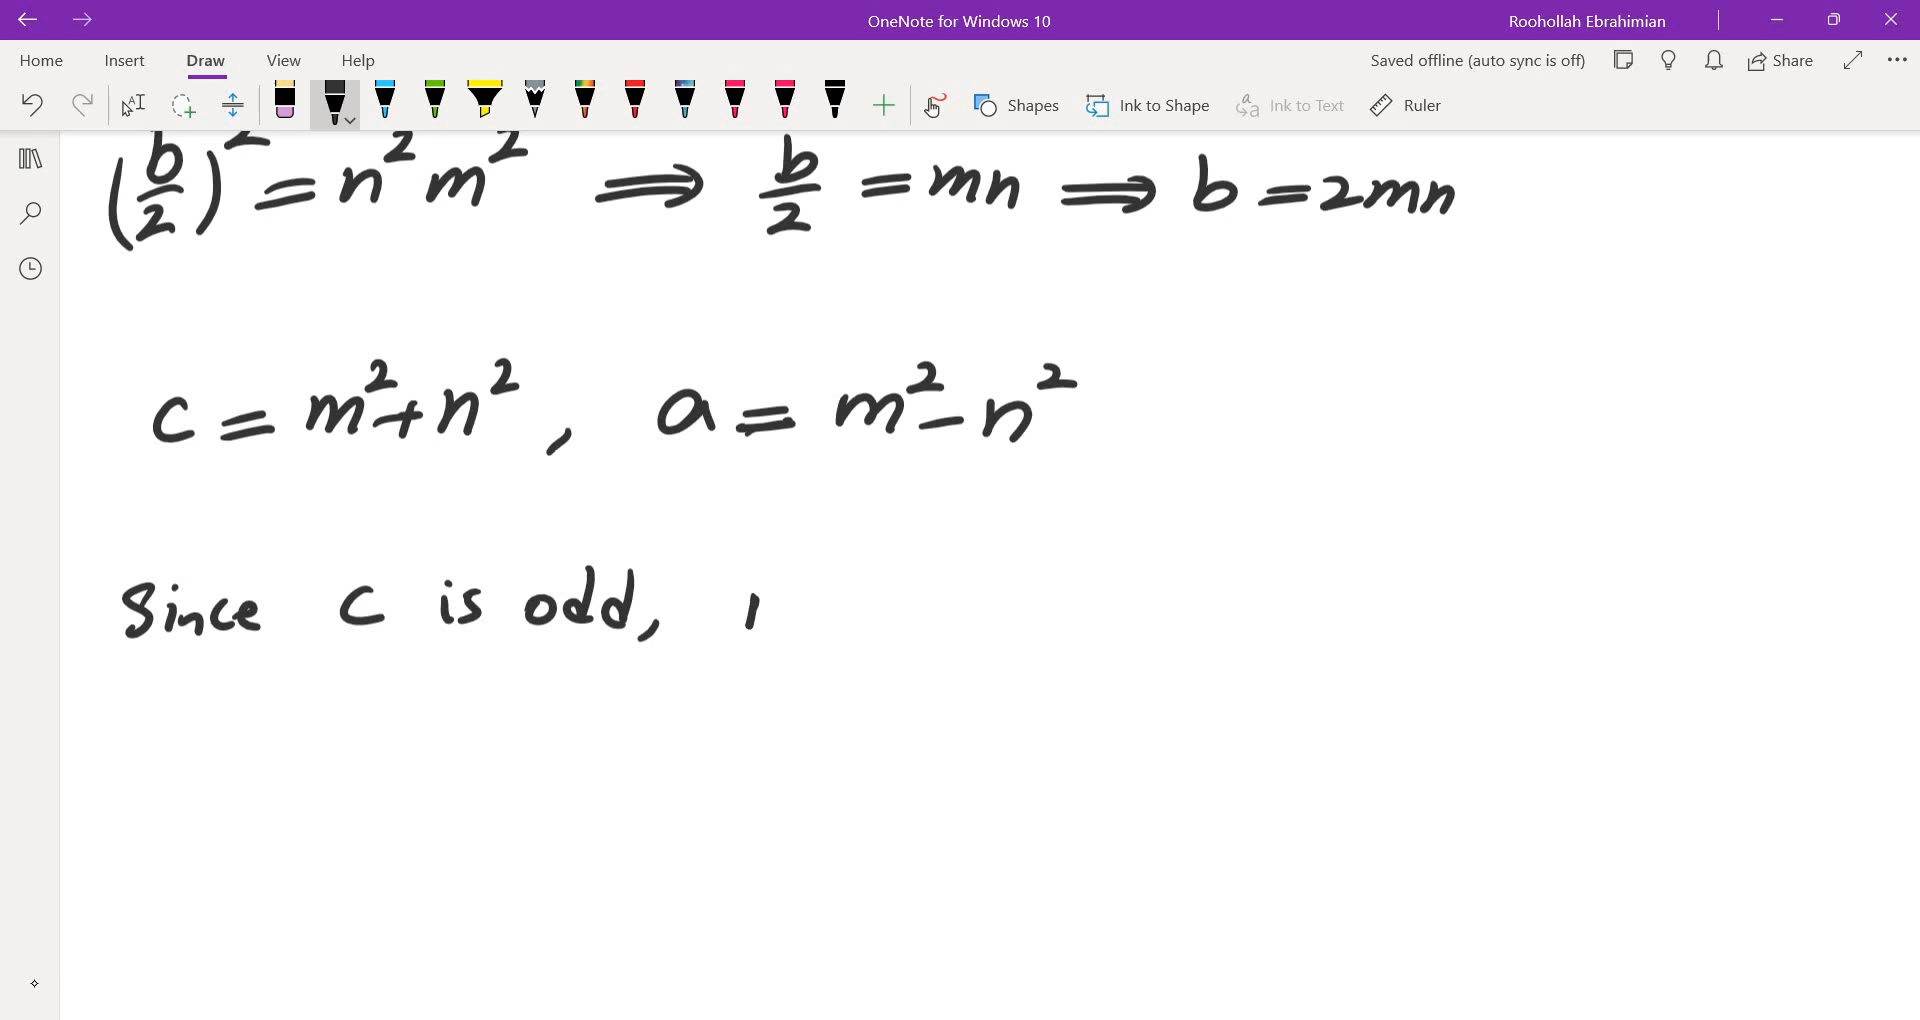 OneNote for Windows 10 Roohollah Ebrahimian
Home Insert Draw View Help Saved offline (auto sync is off) Share
Shapes Ink to Shape Ink to Text Ruler
(b/2)² = n² m² ⟹ b/2 = mn ⟹ b = 2mn
c = m² + n² , a = m² − n²
Since c is odd,